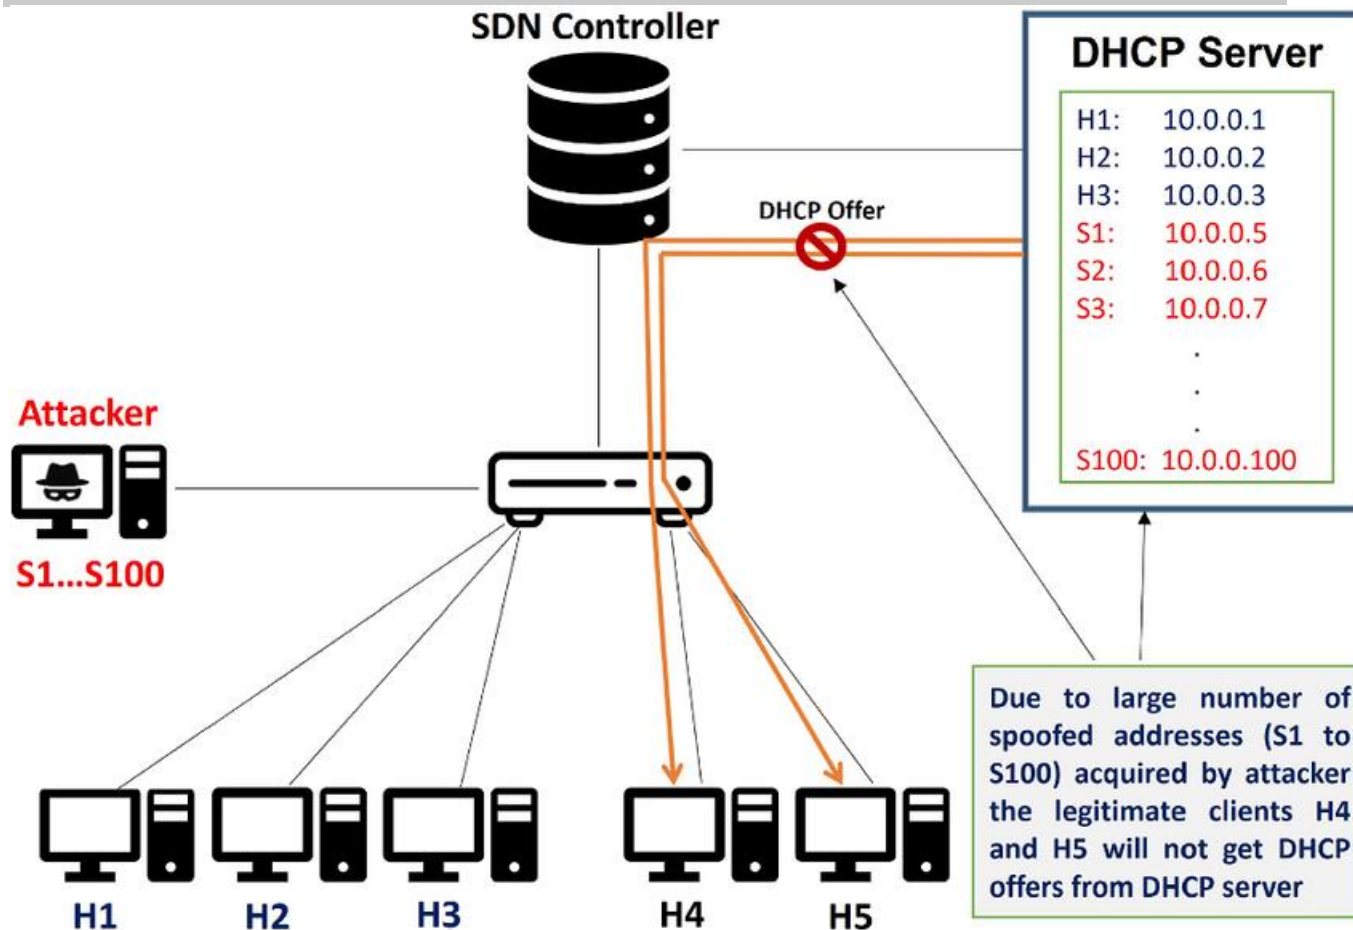 SDN Controller
DHCP Server
H1: 10.0.0.1
H2: 10.0.0.2
H3: 10.0.0.3
S1: 10.0.0.5
S2: 10.0.0.6
S3: 10.0.0.7
.
.
.
S100: 10.0.0.100
DHCP Offer
Attacker
S1...S100
Due to large number of
spoofed addresses (S1 to
S100) acquired by attacker
the legitimate clients H4
and H5 will not get DHCP
offers from DHCP server
H1 H2 H3 H4 H5